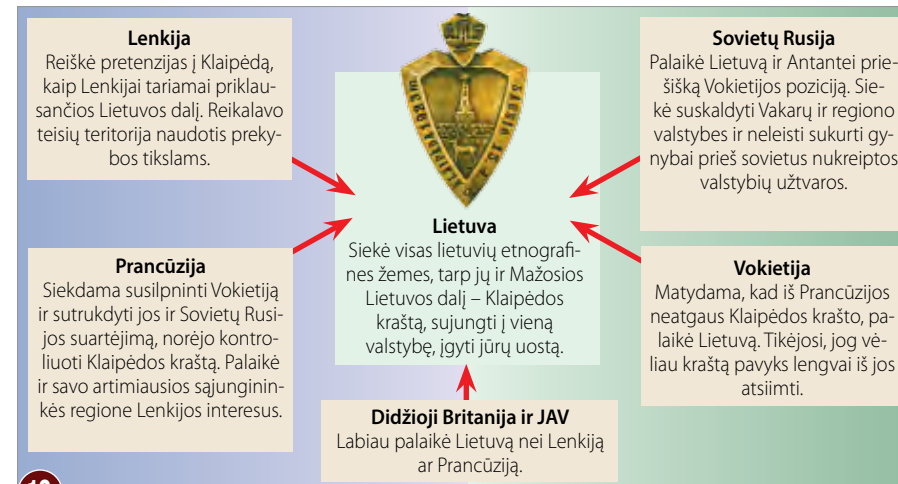 Lenkija
Reiškė pretenzijas į Klaipėdą,
kaip Lenkijai tariamai priklau-
sančios Lietuvos dalį. Reikalavo
teisių teritorija naudotis preky-
bos tikslams.
Prancūzija
Siekdama susilpninti Vokietiją
ir sutrukdyti jos ir Sovietų Rusi-
jos suartėjimą, norėjo kontro-
liuoti Klaipėdos kraštą. Palaikė
ir savo artimiausios sąjunginin-
kės regione Lenkijos interesus.
Lietuva
Siekė visas lietuvių etnografi-
nes žemes, tarp jų ir Mažosios
Lietuvos dalį – Klaipėdos
kraštą, sujungti į vieną
valstybę, įgyti jūrų uostą.
Didžioji Britanija ir JAV
Labiau palaikė Lietuvą nei Lenkiją
ar Prancūziją.
Sovietų Rusija
Palaikė Lietuvą ir Antantei prie-
šišką Vokietijos poziciją. Sie-
kė suskaldyti Vakarų ir regiono
valstybes ir neleisti sukurti gy-
nybai prieš sovietus nukreiptos
valstybių užtvaros.
Vokietija
Matydama, kad iš Prancūzijos
neatgaus Klaipėdos krašto, pa-
laikė Lietuvą. Tikėjosi, jog vė-
liau kraštą pavyks lengvai iš jos
atsiimti.